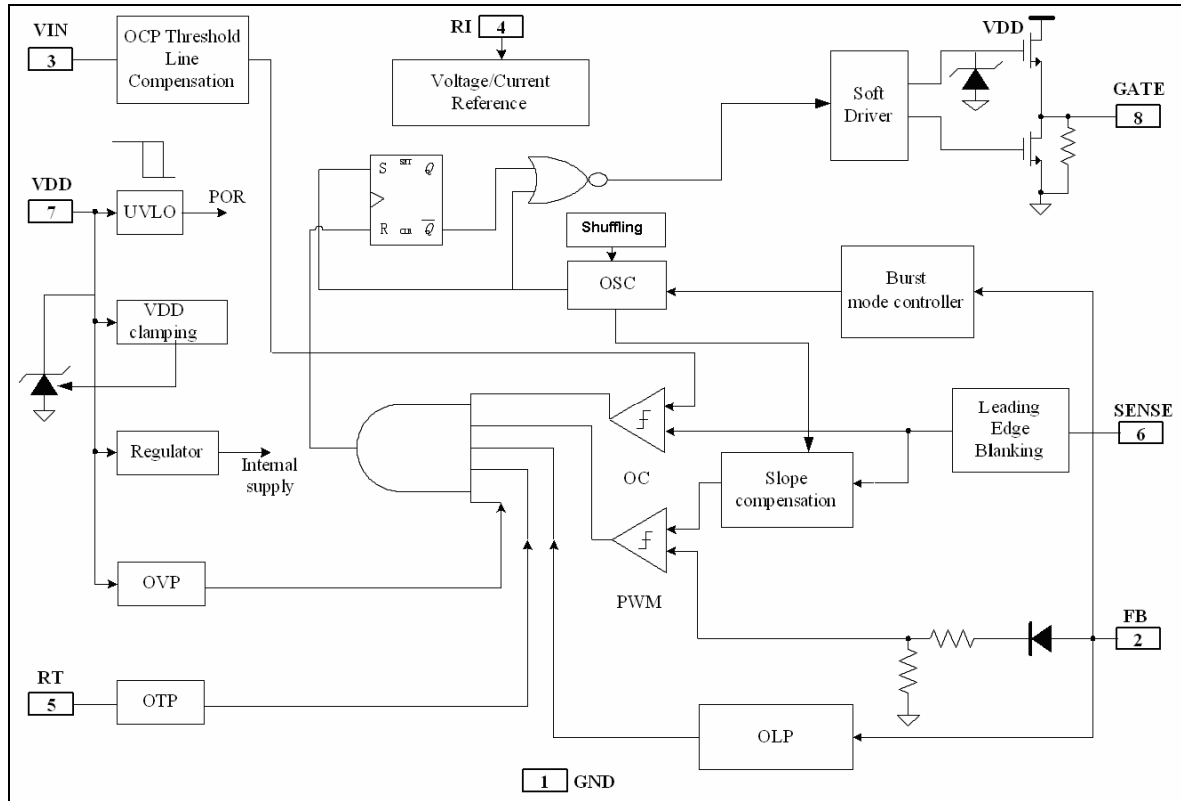 VIN
3
OCP Threshold
Line
Compensation
RI
4
Voltage/Current
Reference
VDD
Soft
Driver
GATE
8
S
SET
Q
R
CLR
Q
VDD
7
UVLO
POR
Shuffling
OSC
Burst
mode controller
VDD
clamping
Leading
Edge
Blanking
SENSE
6
Regulator
Internal
supply
OC
Slope
compensation
OVP
PWM
FB
2
RT
5
OTP
OLP
1
GND